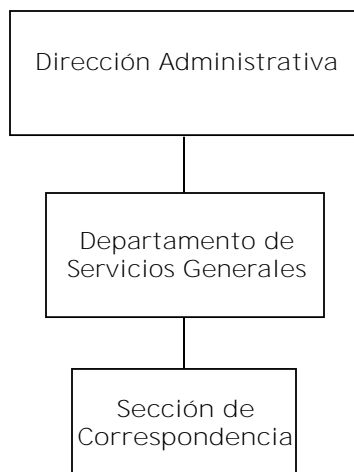 Dirección Administrativa
Departamento de
Servicios Generales
Sección de
Correspondencia